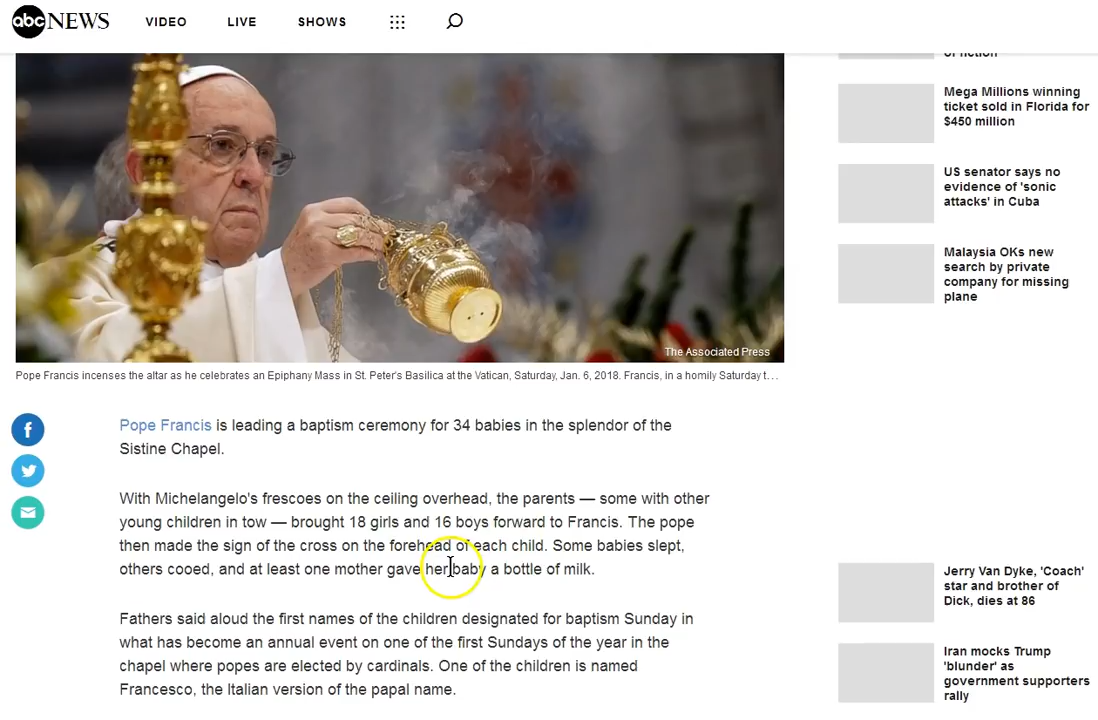 abc NEWS VIDEO LIVE SHOWS
The Associated Press
Pope Francis incenses the altar as he celebrates an Epiphany Mass in St. Peter's Basilica at the Vatican, Saturday, Jan. 6, 2018. Francis, in a homily Saturday t…
Pope Francis is leading a baptism ceremony for 34 babies in the splendor of the
Sistine Chapel.
With Michelangelo's frescoes on the ceiling overhead, the parents — some with other
young children in tow — brought 18 girls and 16 boys forward to Francis. The pope
then made the sign of the cross on the forehead of each child. Some babies slept,
others cooed, and at least one mother gave her baby a bottle of milk.
Fathers said aloud the first names of the children designated for baptism Sunday in
what has become an annual event on one of the first Sundays of the year in the
chapel where popes are elected by cardinals. One of the children is named
Francesco, the Italian version of the papal name.
of fiction
Mega Millions winning
ticket sold in Florida for
$450 million
US senator says no
evidence of 'sonic
attacks' in Cuba
Malaysia OKs new
search by private
company for missing
plane
Jerry Van Dyke, 'Coach'
star and brother of
Dick, dies at 86
Iran mocks Trump
'blunder' as
government supporters
rally